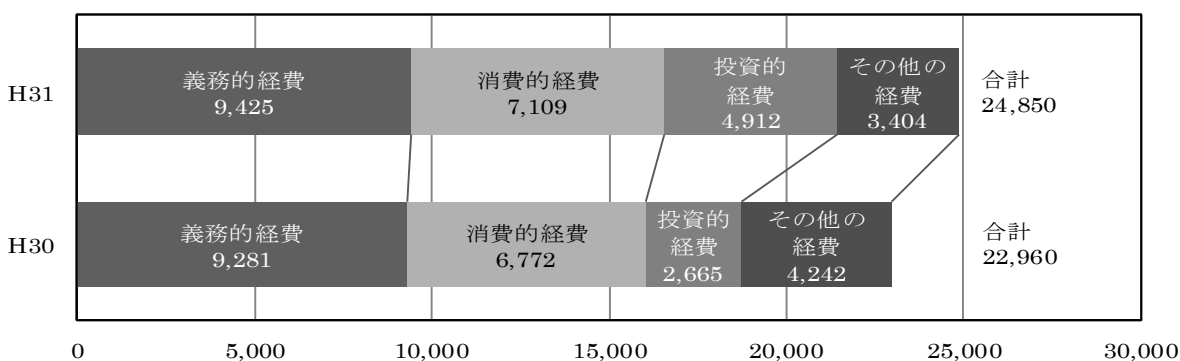 H31
義務的経費
9,425
消費的経費
7,109
投資的
経費
4,912
その他の
経費
3,404
合計
24,850
H30
義務的経費
9,281
消費的経費
6,772
投資的
経費
2,665
その他の
経費
4,242
合計
22,960
0 5,000 10,000 15,000 20,000 25,000 30,000